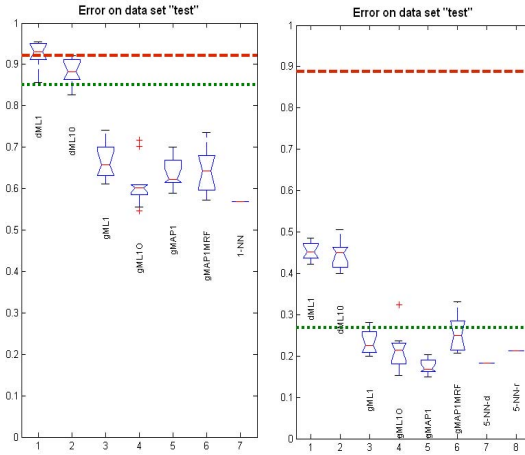 Error on data set "test"
1
0.9
0.8
0.7
0.6
0.5
0.4
0.3
0.2
0.1
0
dML1
dML10
gML1
gML10
gMAP1
gMAP1MRF
1-NN
1 2 3 4 5 6 7
Error on data set "test"
1
0.9
0.8
0.7
0.6
0.5
0.4
0.3
0.2
0.1
0
dML1
dML10
gML1
gML10
gMAP1
gMAP1MRF
5-NN-d
5-NN-r
1 2 3 4 5 6 7 8